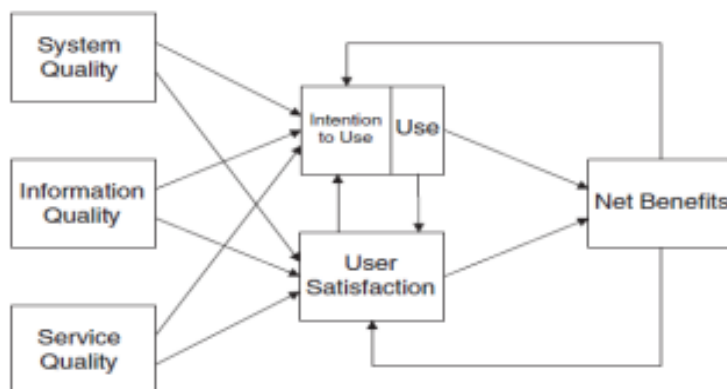 System
Quality
Intention
to Use
Use
Information
Quality
Net Benefits
User
Satisfaction
Service
Quality